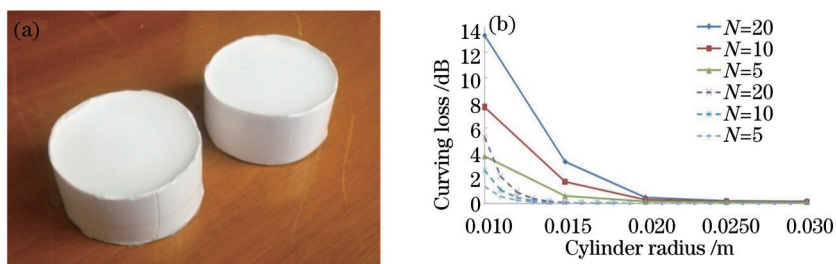 (a)
(b)
Curving loss /dB
14
12
10
8
6
4
2
0
N=20
N=10
N=5
N=20
N=10
N=5
0.010
0.015
0.020
0.0250
0.030
Cylinder radius /m